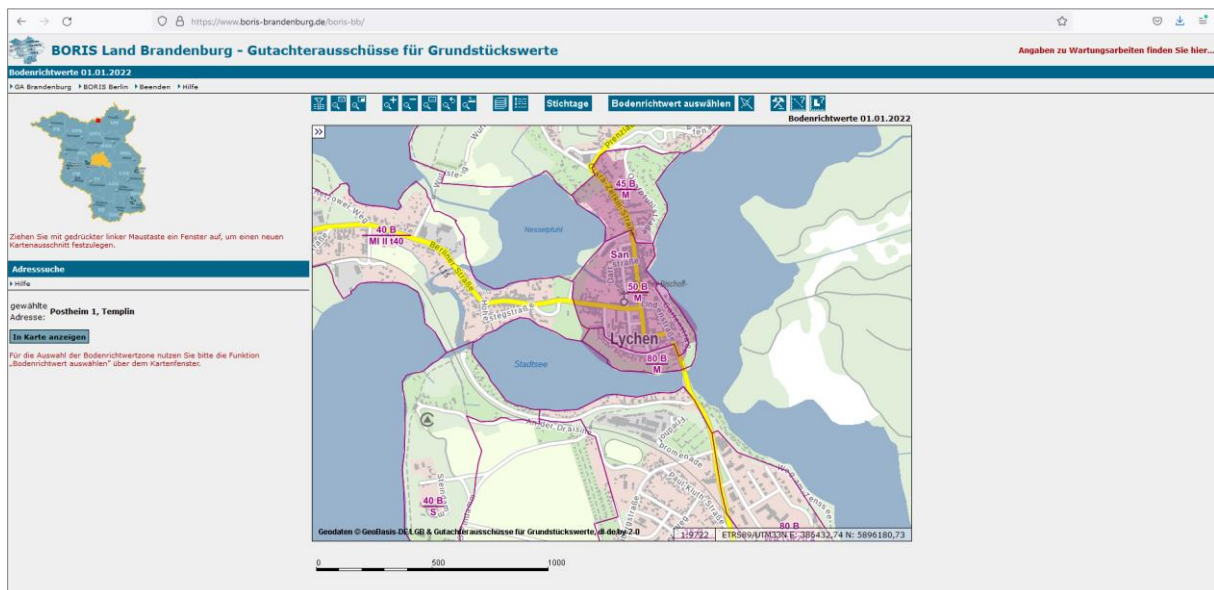 https://www.boris-brandenburg.de/boris-bb/
BORIS Land Brandenburg - Gutachterausschüsse für Grundstückswerte
Angaben zu Wartungsarbeiten finden Sie hier...
Bodenrichtwerte 01.01.2022
GA Brandenburg BORIS Berlin Beenden Hilfe
Stichtage
Bodenrichtwert auswählen
Bodenrichtwerte 01.01.2022
Ziehen Sie mit gedrückter linker Maustaste ein Fenster auf, um einen neuen
Kartenausschnitt festzulegen.
Adresssuche
Hilfe
gewählte
Adresse:
Postheim 1, Templin
In Karte anzeigen
Für die Auswahl der Bodenrichtwertzone nutzen Sie bitte die Funktion
„Bodenrichtwert auswählen" über dem Kartenfenster.
45 B
M
40 B
MI II t40
Berliner Straße
Nesselpfuhl
San
50 B
M
Lychen
80 B
M
Stadtsee
An der Draisine
40 B
S
80 B
Geodaten © GeoBasis-DE/LGB & Gutachterausschüsse für Grundstückswerte, dl-de/by-2-0
1:9722
ETRS89/UTM33N E: 386432,74 N: 5896180,73
0 500 1000